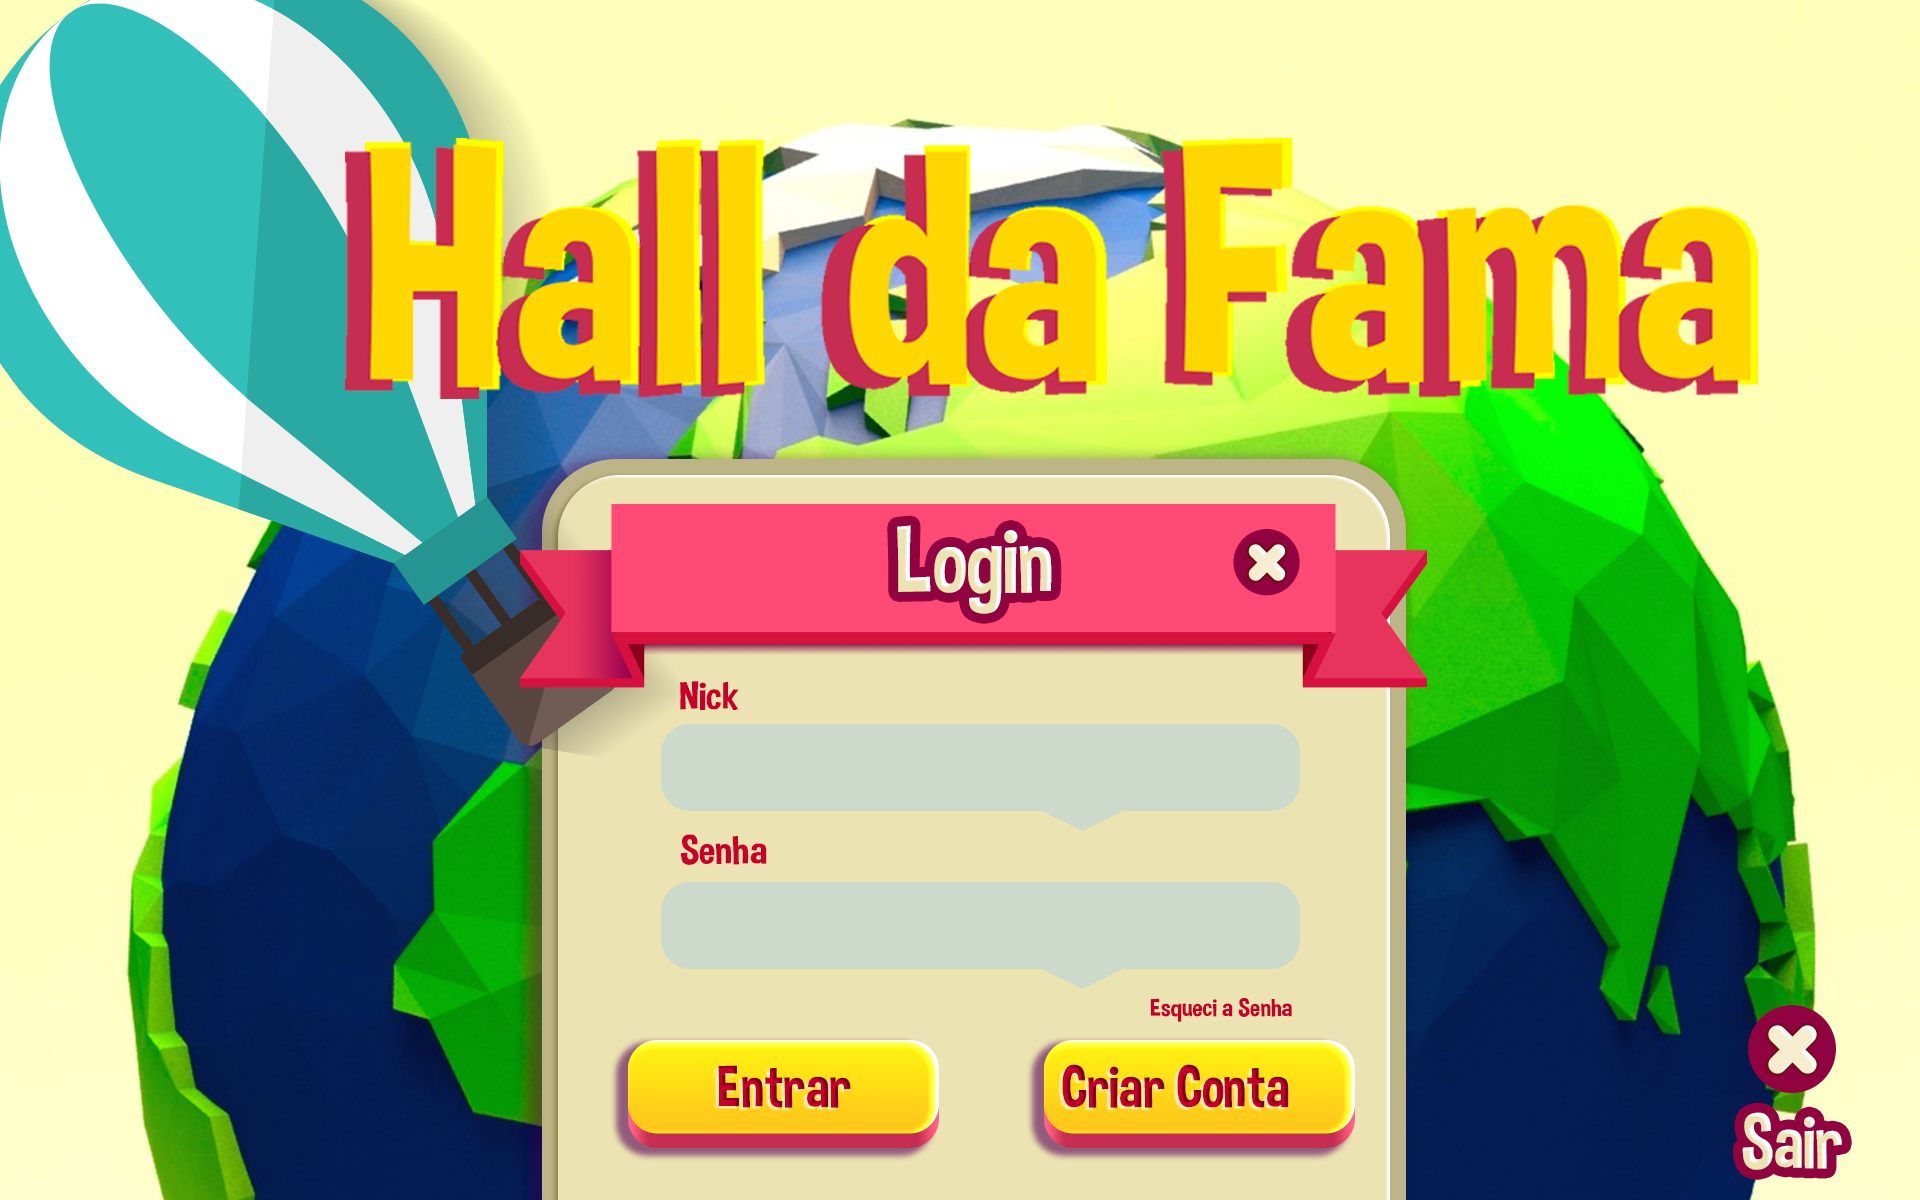 Hall da Fama
Login
Nick
Senha
Esqueci a Senha
Entrar
Criar Conta
Sair